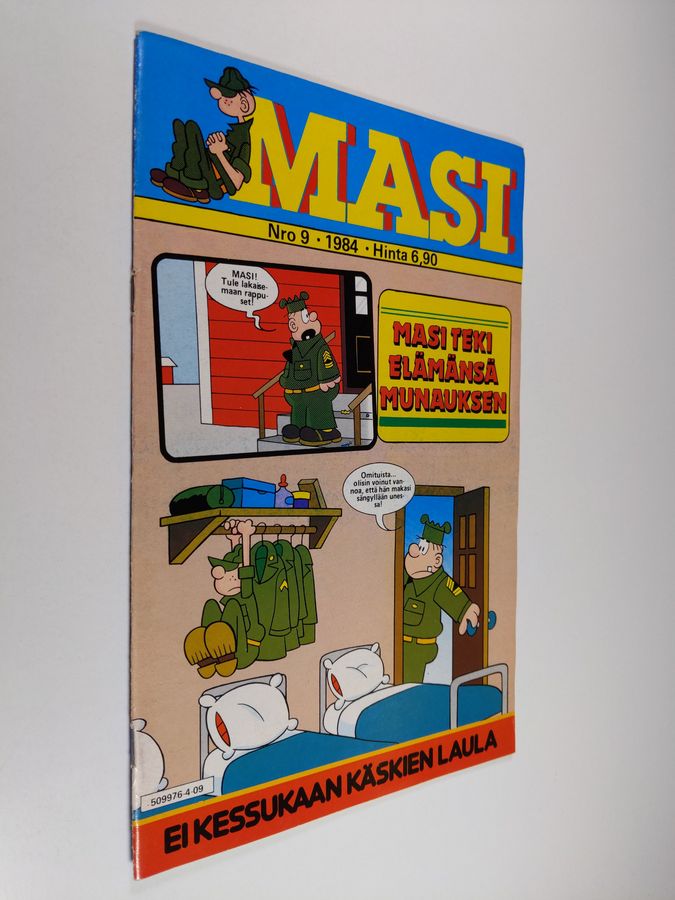 MASI
Nro 9 · 1984 · Hinta 6,90
MASI!
Tule lakaise-
maan rappu-
set!
MASI TEKI
ELÄMÄNSÄ
MUNAUKSEN
Omituista...
olisin voinut van-
noa, että hän makasi
sängyllään unes-
sa!
509976-4-09
EI KESSUKAAN KÄSKIEN LAULA